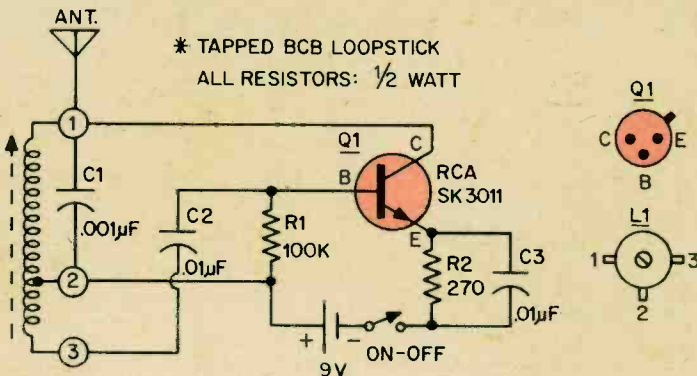 ANT.
* TAPPED BCB LOOPSTICK
ALL RESISTORS: 1/2 WATT
1
C1
.001µF
2
3
C2
.01µF
R1
100K
Q1
B
C
E
RCA
SK3011
R2
270
C3
.01µF
+ -
9V
ON-OFF
Q1
C E
B
L1
1 3
2